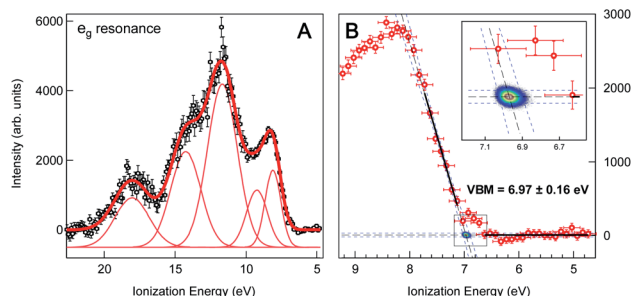 6000
4000
2000
0
Intensity (arb. units)
e_g resonance
A
20
15
10
5
Ionization Energy (eV)
B
3000
2000
1000
0
7.1
6.9
6.7
VBM = 6.97 ± 0.16 eV
9
8
7
6
5
Ionization Energy (eV)